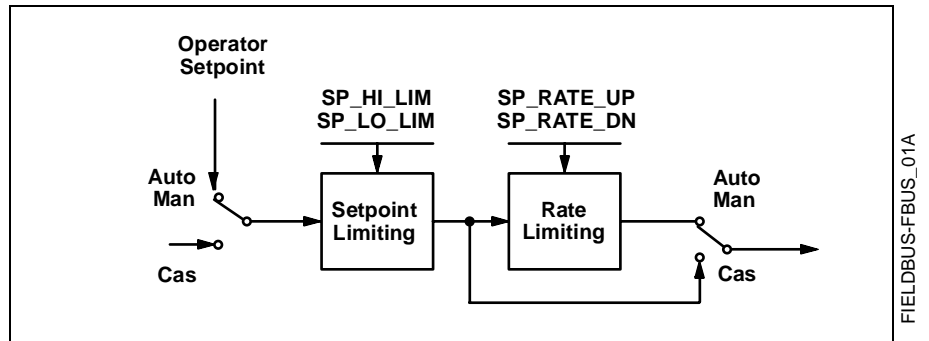 Operator
Setpoint
SP_HI_LIM
SP_LO_LIM
SP_RATE_UP
SP_RATE_DN
Auto
Man
Setpoint
Limiting
Rate
Limiting
Auto
Man
Cas
Cas
FIELDBUS-FBUS_01A